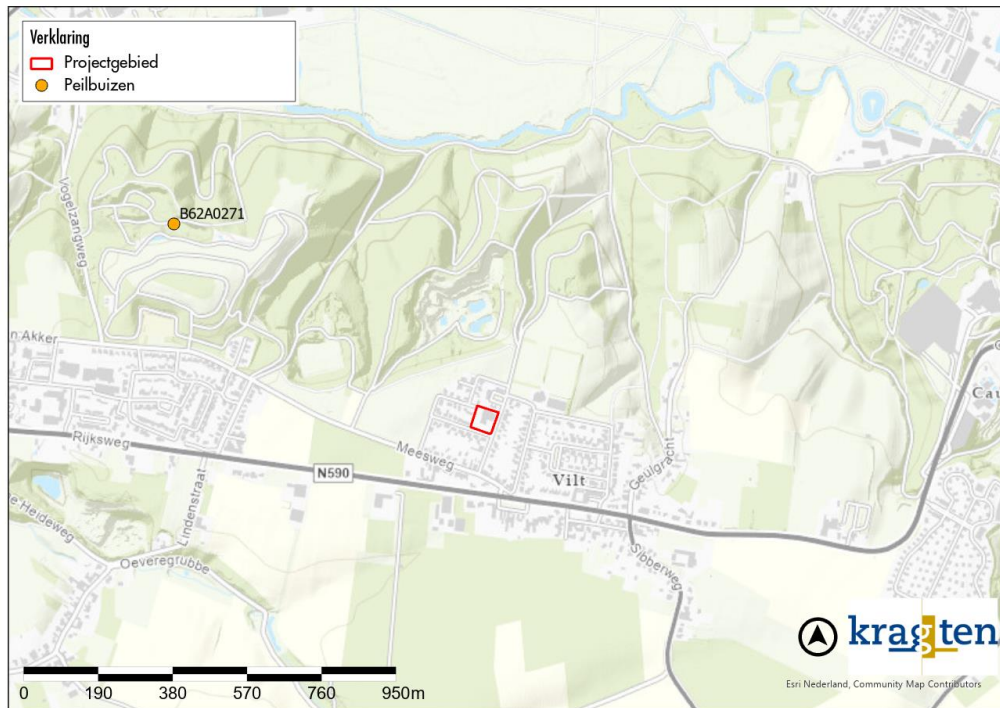 Verklaring
Projectgebied
Peilbuizen
B62A0271
Vogelzangweg
n Akker
Rijksweg
Lindenstraat
N590
Meesweg
Vilt
Geulgracht
Sibberweg
Cau
e Heideweg
Oeveregrubbe
kragten
0 190 380 570 760 950m
Esri Nederland, Community Map Contributors